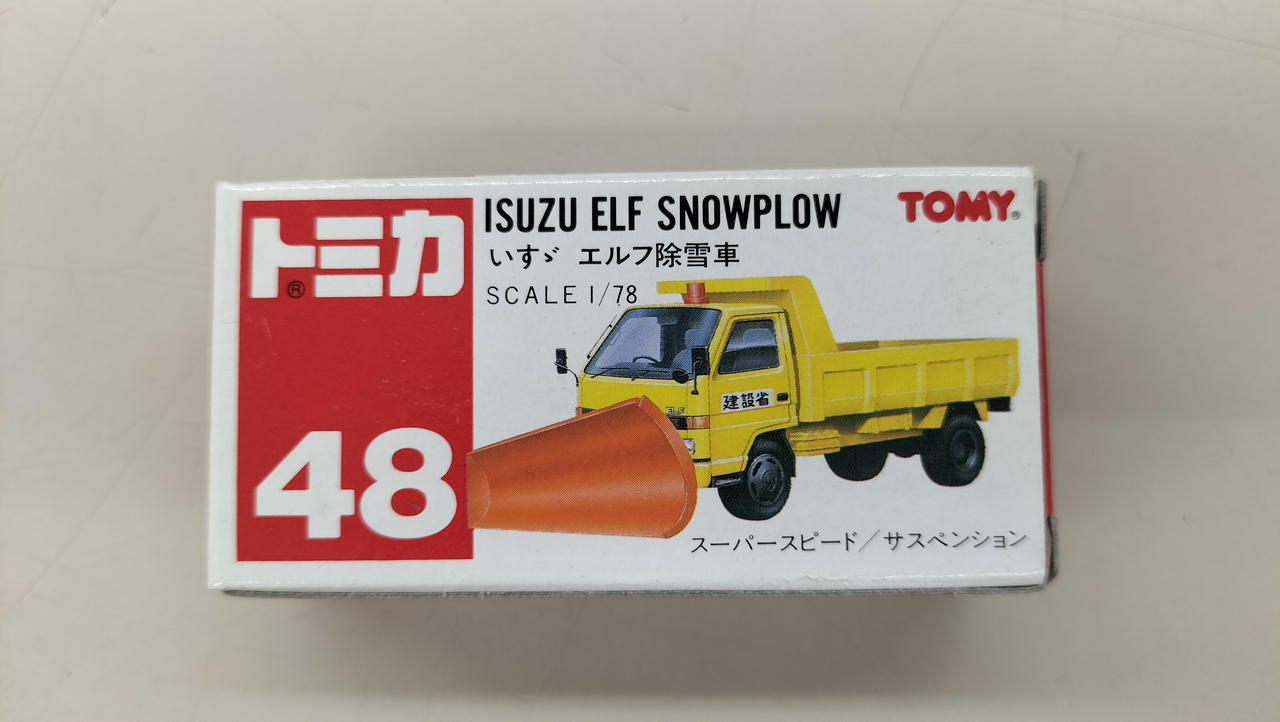 トミカ®
48
ISUZU ELF SNOWPLOW
いすゞ エルフ除雪車
SCALE 1/78
TOMY®
建設省
ELF
スーパースピード/サスペンション